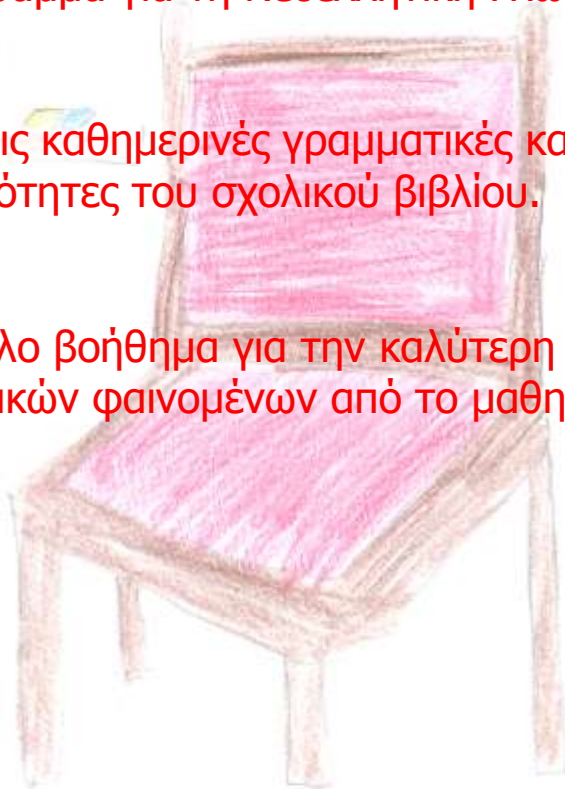 ις καθημερινές γραμματικές κα
ότητες του σχολικού βιβλίου.
λο βοήθημα για την καλύτερη
ικών φαινομένων από το μαθη